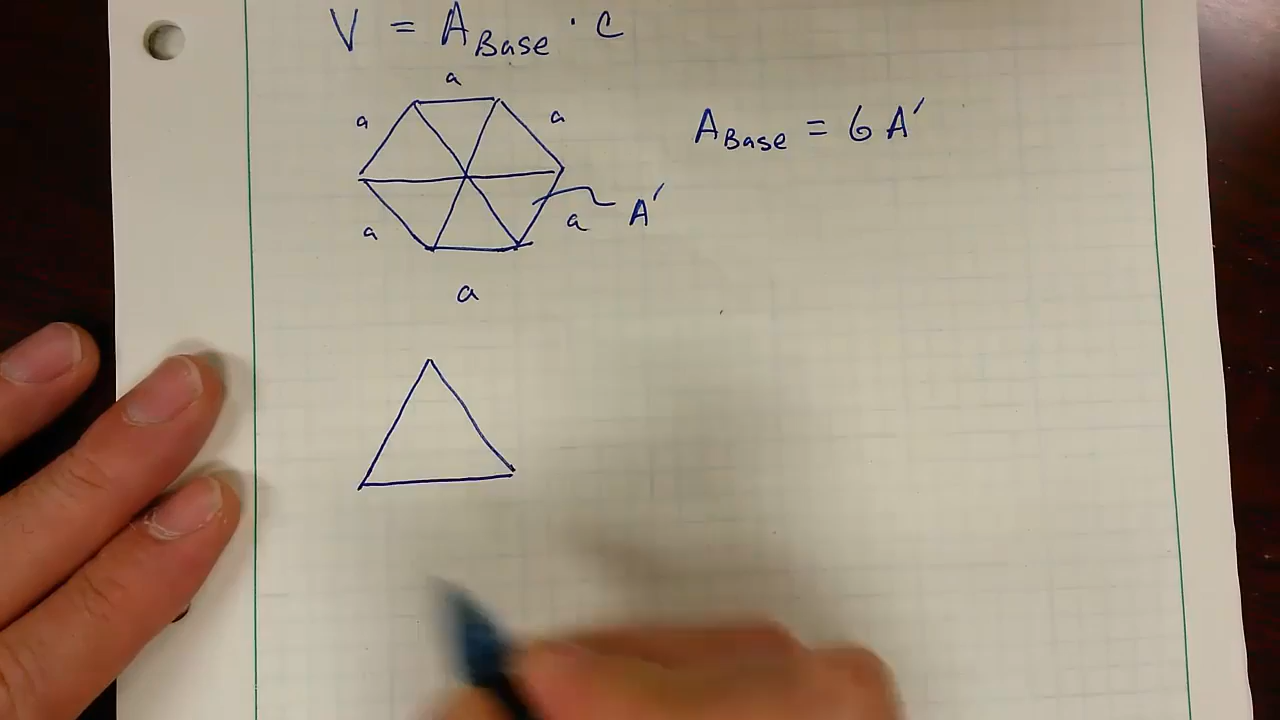 V = A_Base · c
a
a
a
A_Base = 6 A′
a
a
A′
a